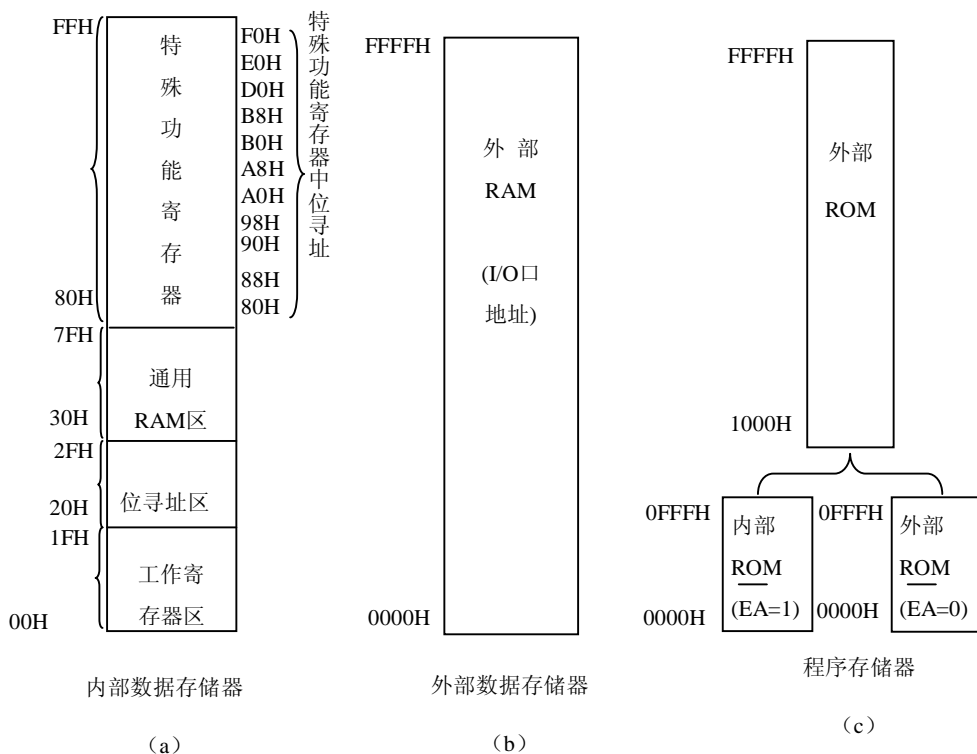 FFH
特
殊
功
能
寄
存
器
80H
F0H
E0H
D0H
B8H
B0H
A8H
A0H
98H
90H
88H
80H
特殊功能寄存器中位寻址
7FH
通用
30H
RAM区
2FH
20H
位寻址区
1FH
工作寄
00H
存器区
内部数据存储器
（a）
FFFFH
外 部
RAM
(I/O口
地址)
0000H
外部数据存储器
（b）
FFFFH
外部
ROM
1000H
0FFFH
内部
ROM
(EA=1)
0000H
0FFFH
外部
ROM
(EA=0)
0000H
程序存储器
（c）